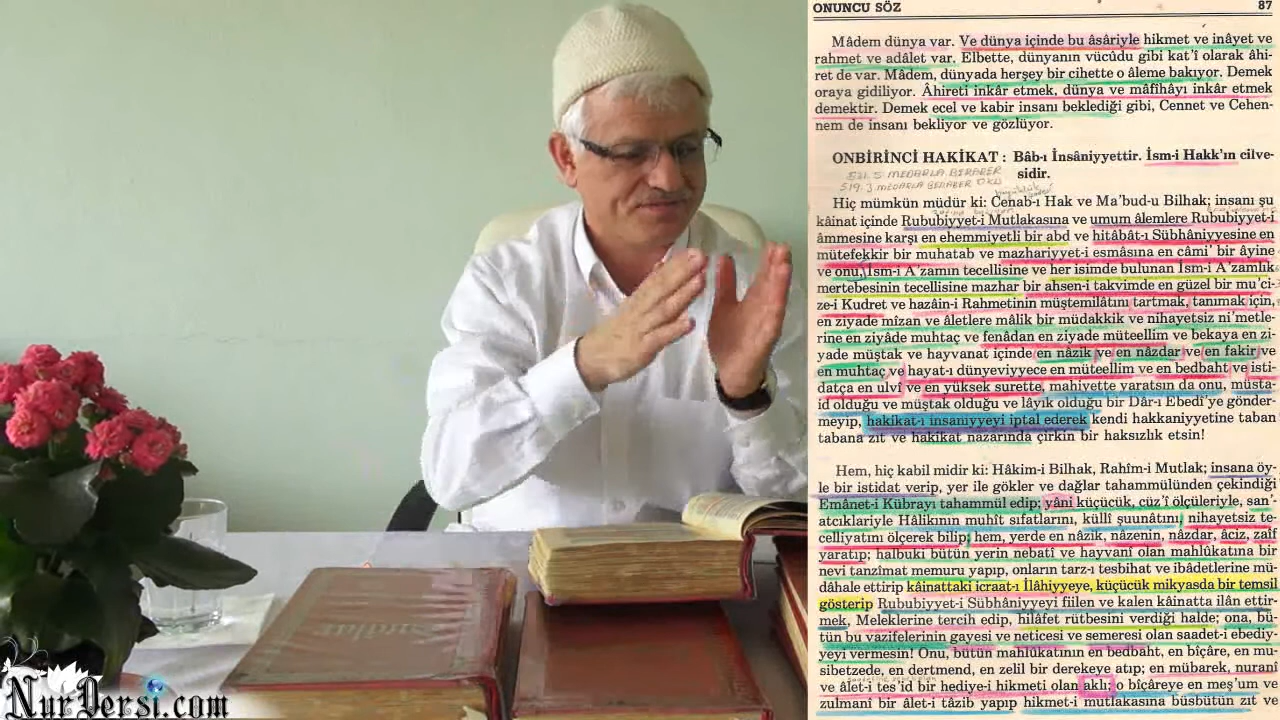 ONUNCU SÖZ 87
Mâdem dünya var. Ve dünya içinde bu âsâriyle hikmet ve inâyet ve
rahmet ve adâlet var. Elbette, dünyanın vücûdu gibi kat'î olarak âhi-
ret de var. Mâdem, dünyada herşey bir cihette o âleme bakıyor. Demek
oraya gidiliyor. Âhireti inkâr etmek, dünya ve mâfîhâyı inkâr etmek
demektir. Demek ecel ve kabir insanı beklediği gibi, Cennet ve Cehen-
nem de insanı bekliyor ve gözlüyor.
ONBİRİNCİ HAKİKAT : Bâb-ı İnsâniyyettir. İsm-i Hakk'ın cilve-
sidir.
MEDARLA BERABER
MEDARLA BERABER OKU
Hiç mümkün müdür ki: Cenab-ı Hak ve Ma'bud-u Bilhak; insanı şu
kâinat içinde Rububiyyet-i Mutlakasına ve umum âlemlere Rububiyyet-i
âmmesine karşı en ehemmiyetli bir abd ve hitâbât-ı Sübhâniyyesine en
mütefekkir bir muhatab ve mazhariyyet-i esmâsına en câmi' bir âyine
ve onu, İsm-i A'zamın tecellisine ve her isimde bulunan İsm-i A'zamlık
mertebesinin tecellisine mazhar bir ahsen-i takvimde en güzel bir mu'ci-
ze-i Kudret ve hazâin-i Rahmetinin müştemilâtını tartmak, tanımak için,
en ziyade mîzan ve âletlere mâlik bir müdakkik ve nihayetsiz ni'metle-
rine en ziyâde muhtaç ve fenâdan en ziyade müteellim ve bekaya en zi-
yade müştak ve hayvanat içinde en nâzik ve en nâzdar ve en fakir ve
en muhtaç ve hayat-ı dünyeviyyece en müteellim ve en bedbaht ve isti-
datça en ulvî ve en yüksek surette, mahiyette yaratsın da onu, müsta-
id olduğu ve müştak olduğu ve lâyık olduğu bir Dâr-ı Ebedî'ye gönder-
meyip, hakikat-ı insaniyyeyi iptal ederek kendi hakkaniyyetine taban
tabana zıt ve hakîkat nazarında çirkin bir haksızlık etsin!
Hem, hiç kabil midir ki: Hâkim-i Bilhak, Rahîm-i Mutlak; insana öy-
le bir istidat verip, yer ile gökler ve dağlar tahammülünden çekindiği
Emânet-i Kübrayı tahammül edip; yâni küçücük, cüz'î ölçüleriyle, san'-
atcıklariyle Hâlikının muhît sıfatlarını, küllî şuunatını, nihayetsiz te-
celliyatını ölçerek bilip; hem, yerde en nâzik, nâzenin, nâzdar, âciz, zaîf
yaratıp; halbuki bütün yerin nebatî ve hayvanî olan mahlûkatına bir
nevi tanzîmat memuru yapıp, onların tarz-ı tesbihat ve ibâdetlerine mü-
dâhale ettirip kâinattaki icraat-ı İlâhiyyeye, küçücük mikyasda bir temsil
gösterip Rububiyyet-i Sübhâniyyeyi fiilen ve kalen kâinatta ilân ettir-
mek, Meleklerine tercih edip, hilâfet rütbesini verdiği halde; ona, bü-
tün bu vazifelerinin gayesi ve neticesi ve semeresi olan saadet-i ebediy-
yeyi vermesin! Onu, bütün mahlûkatının en bedbaht, en bîçâre, en mu-
sibetzede, en dertmend, en zelil bir derekeye atıp; en mübarek, nuranî
ve âlet-i tes'id bir hediye-i hikmeti olan aklı; o bîçâreye en meş'um ve
zulmanî bir âlet-i tâzib yapıp hikmet-i mutlakasına büsbütün zıt ve
NurDersi.com